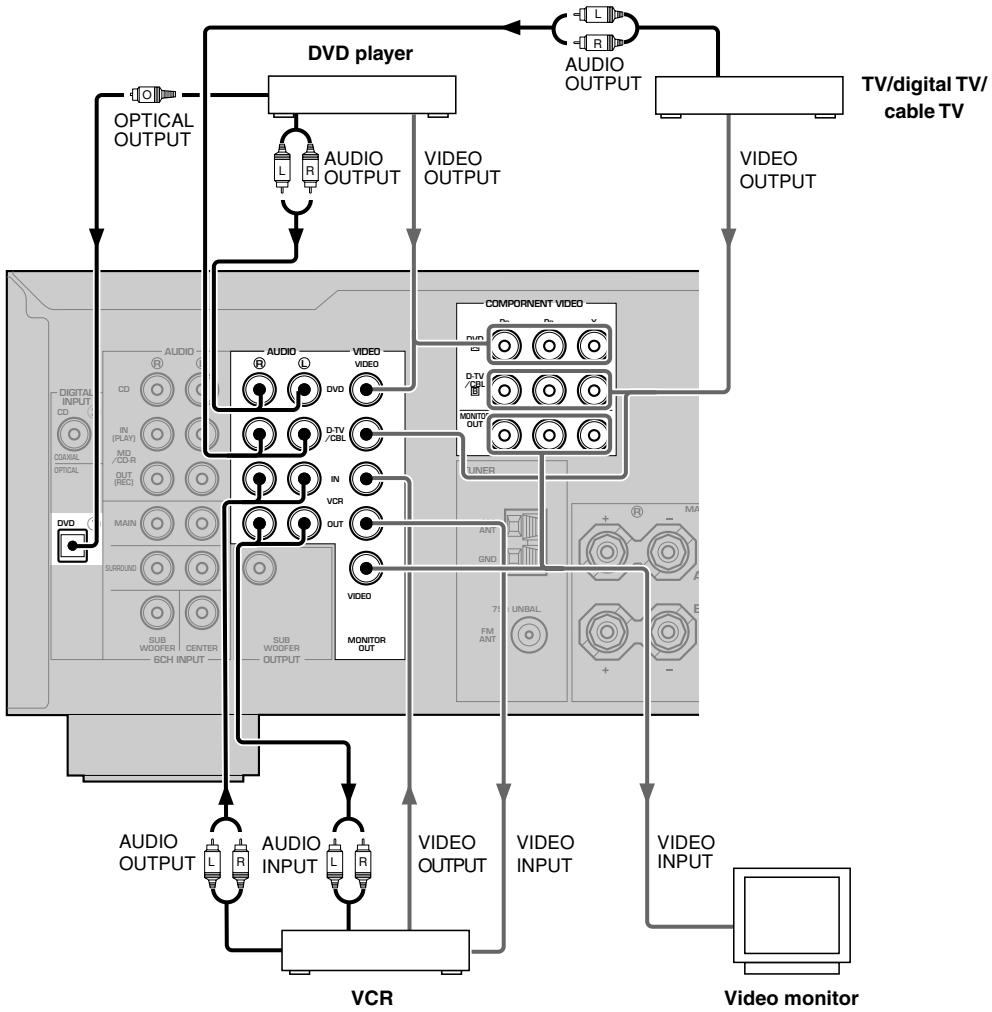 L
R
DVD player
AUDIO
OUTPUT
TV/digital TV/
cable TV
O
OPTICAL
OUTPUT
L
R
AUDIO
OUTPUT
VIDEO
OUTPUT
VIDEO
OUTPUT
COMPORNENT VIDEO
DVD
D-TV
/CBL
B
MONITOR
OUT
AUDIO
R
CD
IN
(PLAY)
MD
/CD-R
OUT
(REC)
MAIN
SURROUND
SUB
WOOFER
CENTER
6CH INPUT
AUDIO
R
L
VIDEO
VIDEO
DVD
D-TV
/CBL
IN
VCR
OUT
VIDEO
MONITOR
OUT
SUB
WOOFER
OUTPUT
DIGITAL
INPUT
CD
COAXIAL
OPTICAL
DVD
TUNER
ANT
GND
75Ω UNBAL.
FM
ANT
+
R
–
MA
A
B
+
–
AUDIO
OUTPUT
L
R
AUDIO
INPUT
L
R
VIDEO
OUTPUT
VIDEO
INPUT
VIDEO
INPUT
VCR
Video monitor